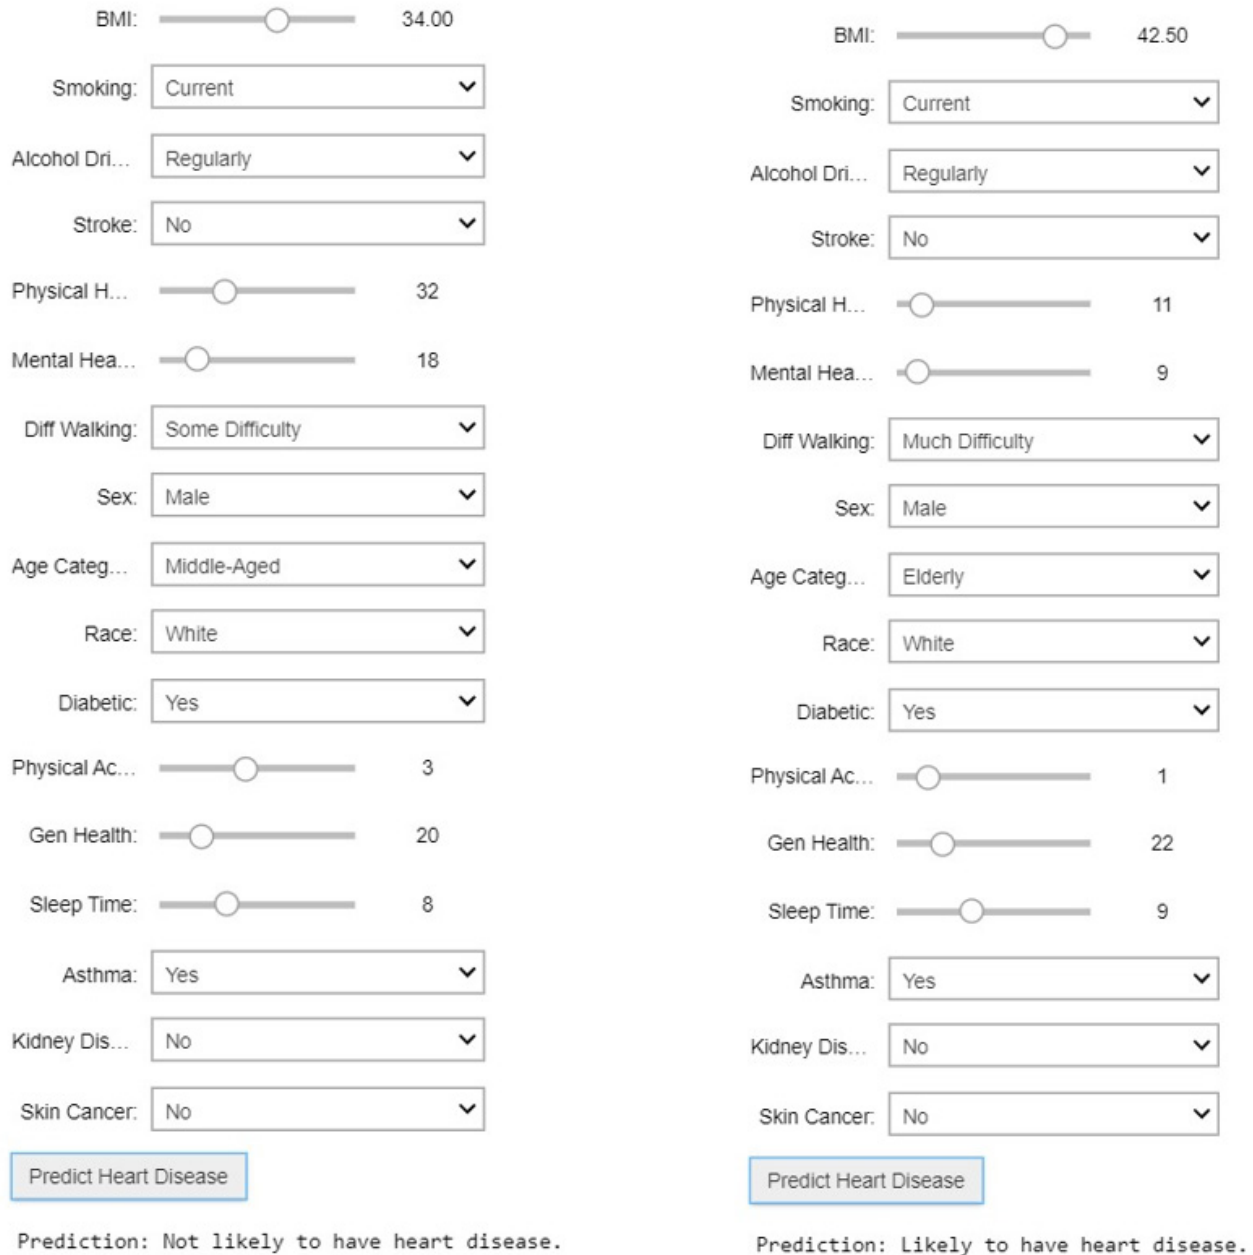 BMI: 34.00
Smoking: Current
Alcohol Dri... Regularly
Stroke: No
Physical H... 32
Mental Hea... 18
Diff Walking: Some Difficulty
Sex: Male
Age Categ... Middle-Aged
Race: White
Diabetic: Yes
Physical Ac... 3
Gen Health: 20
Sleep Time: 8
Asthma: Yes
Kidney Dis... No
Skin Cancer: No
Predict Heart Disease
Prediction: Not likely to have heart disease.
BMI: 42.50
Smoking: Current
Alcohol Dri... Regularly
Stroke: No
Physical H... 11
Mental Hea... 9
Diff Walking: Much Difficulty
Sex: Male
Age Categ... Elderly
Race: White
Diabetic: Yes
Physical Ac... 1
Gen Health: 22
Sleep Time: 9
Asthma: Yes
Kidney Dis... No
Skin Cancer: No
Predict Heart Disease
Prediction: Likely to have heart disease.